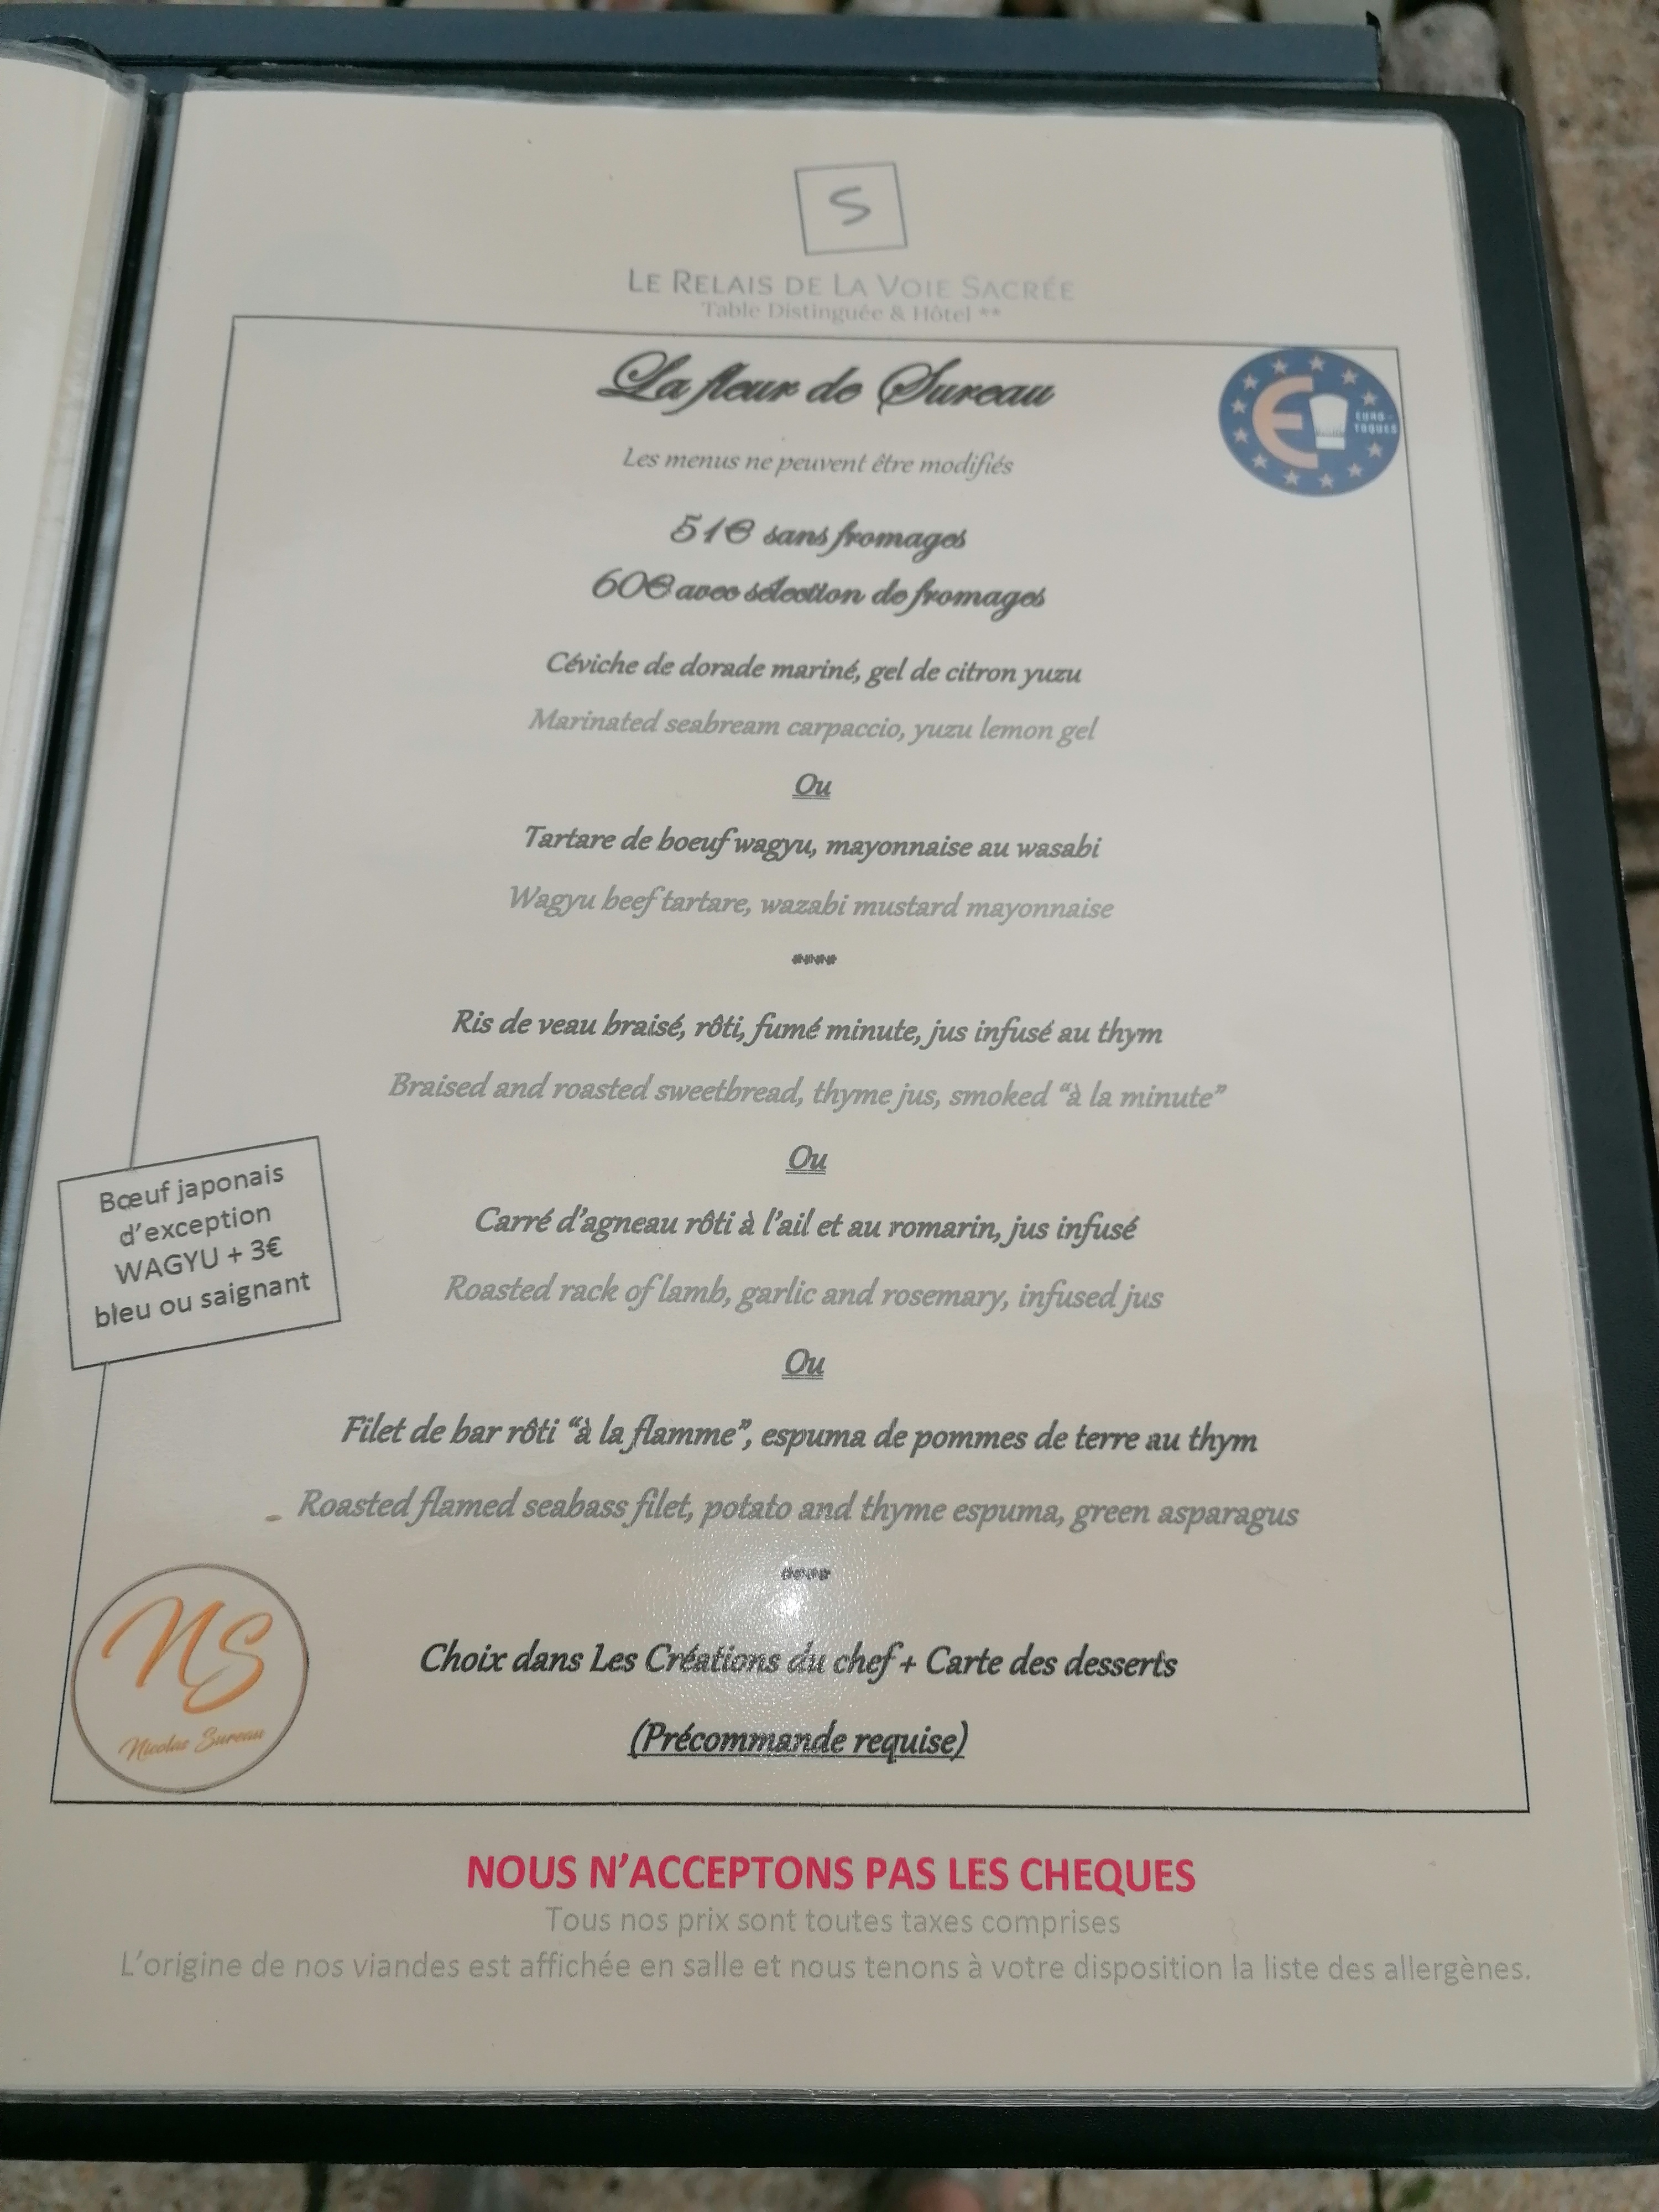 S
LE RELAIS DE LA VOIE SACRÉE
Table Distinguée & Hôtel **
La fleur de Sureau
EURO-
TOQUES
Les menus ne peuvent être modifiés
51€ sans fromages
60€ avec sélection de fromages
Céviche de dorade mariné, gel de citron yuzu
Marinated seabream carpaccio, yuzu lemon gel
Ou
Tartare de boeuf wagyu, mayonnaise au wasabi
Wagyu beef tartare, wazabi mustard mayonnaise
Ris de veau braisé, rôti, fumé minute, jus infusé au thym
Braised and roasted sweetbread, thyme jus, smoked “à la minute”
Ou
Bœuf japonais
d’exception
WAGYU + 3€
bleu ou saignant
Carré d’agneau rôti à l’ail et au romarin, jus infusé
Roasted rack of lamb, garlic and rosemary, infused jus
Ou
Filet de bar rôti “à la flamme”, espuma de pommes de terre au thym
Roasted flamed seabass filet, potato and thyme espuma, green asparagus
NS
Nicolas Sureau
Choix dans Les Créations du chef + Carte des desserts
(Précommande requise)
NOUS N’ACCEPTONS PAS LES CHEQUES
Tous nos prix sont toutes taxes comprises
L’origine de nos viandes est affichée en salle et nous tenons à votre disposition la liste des allergènes.